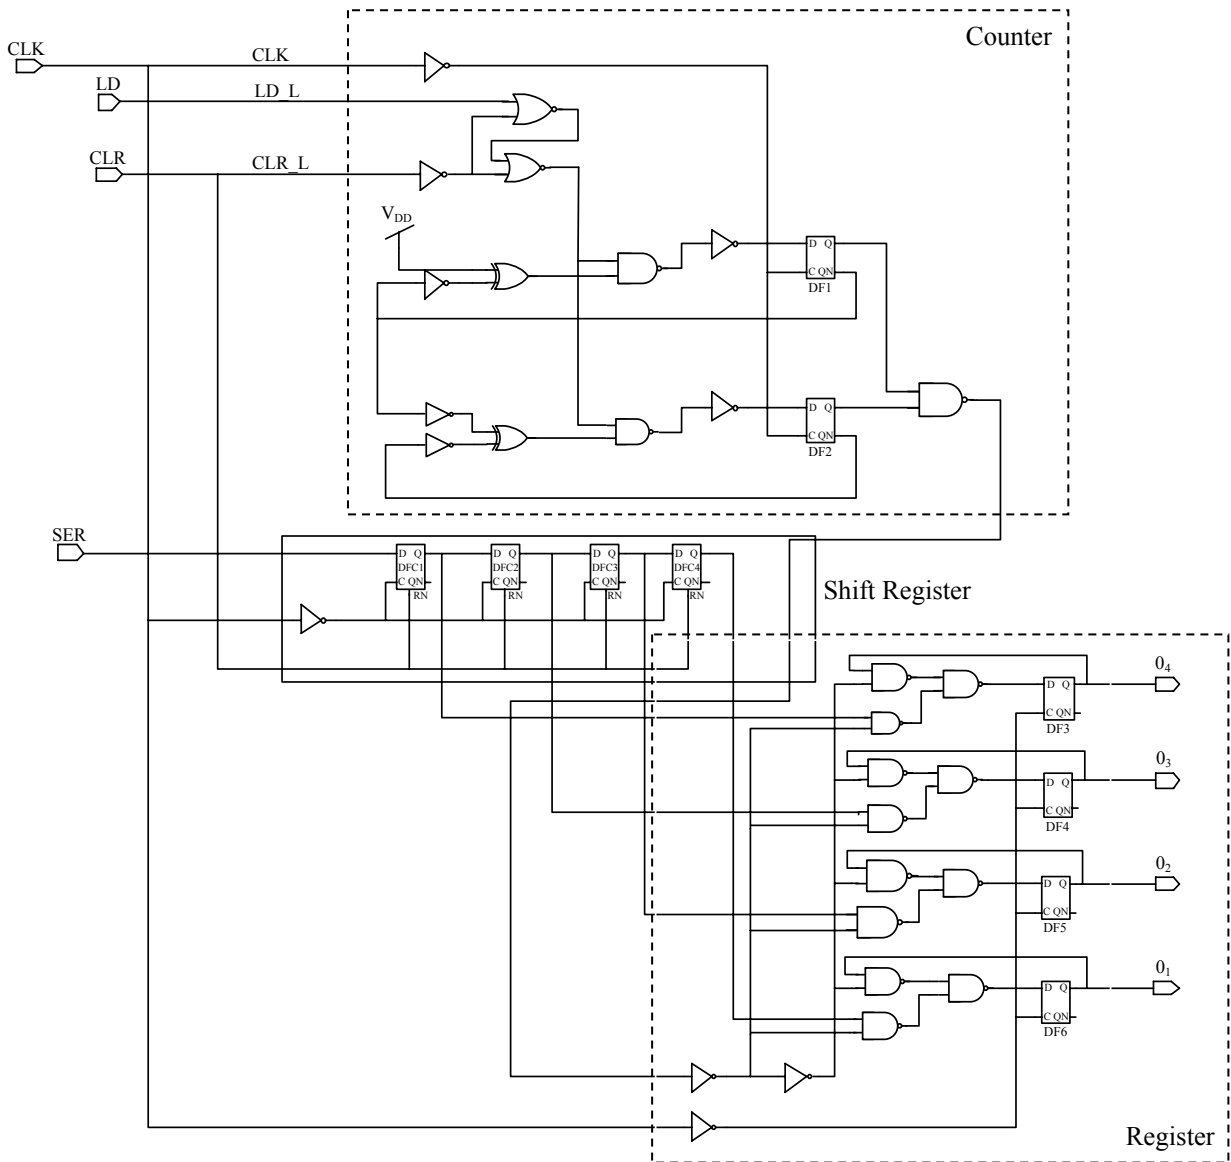 Counter
CLK
CLK
LD
LD_L
CLR
CLR_L
VDD
D Q
C QN
DF1
D Q
C QN
DF2
SER
D Q
DFC1
C QN
RN
D Q
DFC2
C QN
RN
D Q
DFC3
C QN
RN
D Q
DFC4
C QN
RN
Shift Register
D Q
C QN
DF3
04
D Q
C QN
DF4
03
D Q
C QN
DF5
02
D Q
C QN
DF6
01
Register